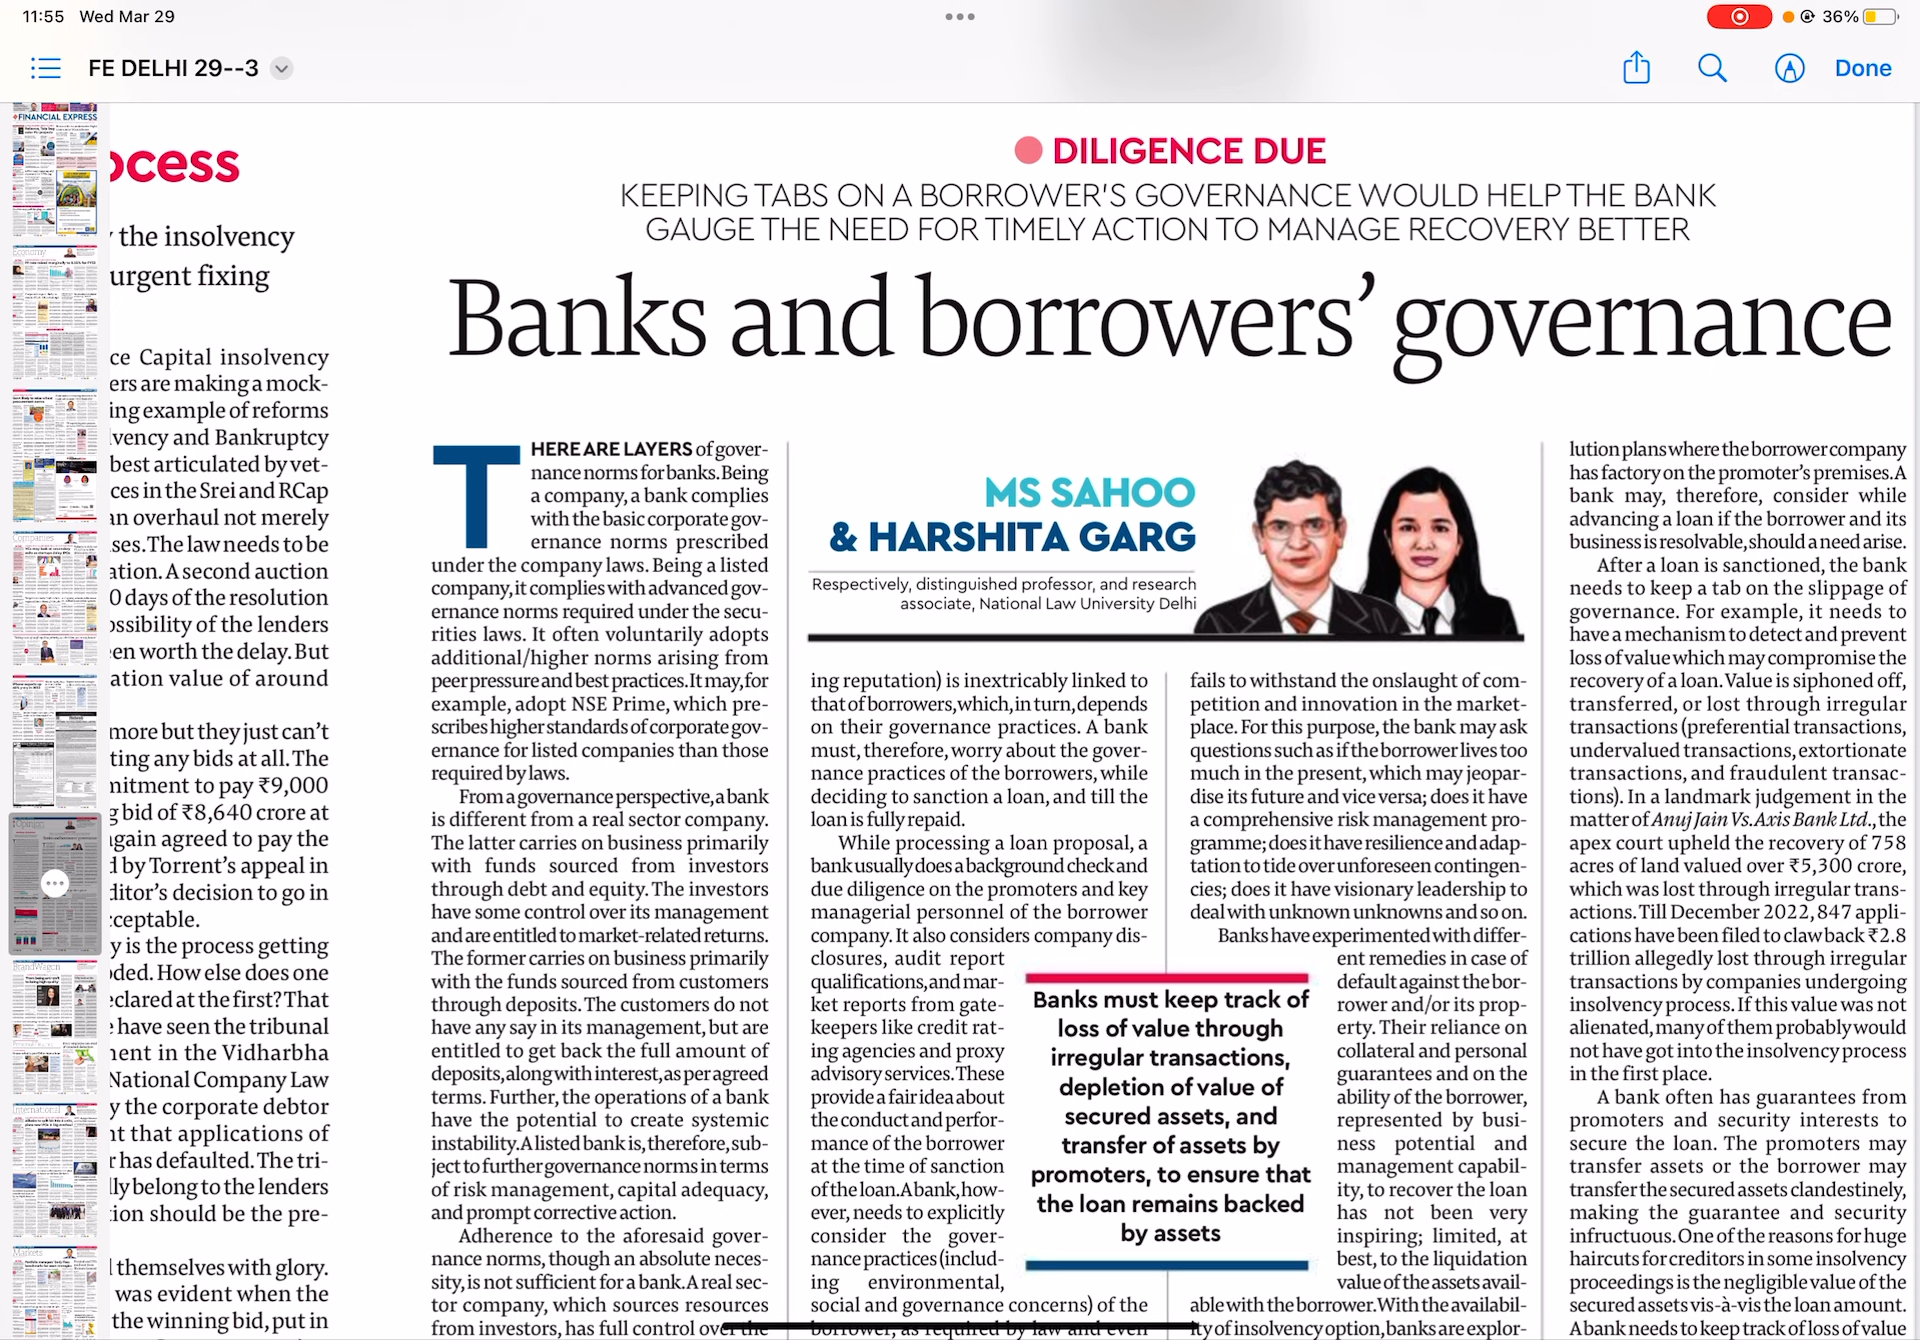 11:55 Wed Mar 29
36%
FE DELHI 29--3
Done
FINANCIAL EXPRESS
Economy
Companies
Opinion
BrandWagon
International
Markets
ocess
the insolvency
urgent fixing
ce Capital insolvency
ers are making a mock-
ing example of reforms
lvency and Bankruptcy
best articulated by vet-
ces in the Srei and RCap
an overhaul not merely
ses. The law needs to be
ation. A second auction
0 days of the resolution
ossibility of the lenders
en worth the delay. But
ation value of around
more but they just can't
ting any bids at all. The
mitment to pay ₹9,000
g bid of ₹8,640 crore at
gain agreed to pay the
d by Torrent's appeal in
ditor's decision to go in
cceptable.
y is the process getting
ded. How else does one
eclared at the first? That
have seen the tribunal
nent in the Vidharbha
National Company Law
y the corporate debtor
nt that applications of
r has defaulted. The tri-
lly belong to the lenders
tion should be the pre-
l themselves with glory.
was evident when the
the winning bid, put in
DILIGENCE DUE
KEEPING TABS ON A BORROWER'S GOVERNANCE WOULD HELP THE BANK
GAUGE THE NEED FOR TIMELY ACTION TO MANAGE RECOVERY BETTER
Banks and borrowers' governance
THERE ARE LAYERS of gover-
nance norms for banks. Being
a company, a bank complies
with the basic corporate gov-
ernance norms prescribed
under the company laws. Being a listed
company, it complies with advanced gov-
ernance norms required under the secu-
rities laws. It often voluntarily adopts
additional/higher norms arising from
peer pressure and best practices. It may, for
example, adopt NSE Prime, which pre-
scribes higher standards of corporate gov-
ernance for listed companies than those
required by laws.
From a governance perspective, a bank
is different from a real sector company.
The latter carries on business primarily
with funds sourced from investors
through debt and equity. The investors
have some control over its management
and are entitled to market-related returns.
The former carries on business primarily
with the funds sourced from customers
through deposits. The customers do not
have any say in its management, but are
entitled to get back the full amount of
deposits, along with interest, as per agreed
terms. Further, the operations of a bank
have the potential to create systemic
instability. A listed bank is, therefore, sub-
ject to further governance norms in terms
of risk management, capital adequacy,
and prompt corrective action.
Adherence to the aforesaid gover-
nance norms, though an absolute neces-
sity, is not sufficient for a bank. A real sec-
tor company, which sources resources
from investors, has full control over the
MS SAHOO
& HARSHITA GARG
Respectively, distinguished professor, and research
associate, National Law University Delhi
ing reputation) is inextricably linked to
that of borrowers, which, in turn, depends
on their governance practices. A bank
must, therefore, worry about the gover-
nance practices of the borrowers, while
deciding to sanction a loan, and till the
loan is fully repaid.
While processing a loan proposal, a
bank usually does a background check and
due diligence on the promoters and key
managerial personnel of the borrower
company. It also considers company dis-
closures, audit report
qualifications, and mar-
ket reports from gate-
keepers like credit rat-
ing agencies and proxy
advisory services. These
provide a fair idea about
the conduct and perfor-
mance of the borrower
at the time of sanction
of the loan. A bank, how-
ever, needs to explicitly
consider the gover-
nance practices (includ-
ing environmental,
social and governance concerns) of the
borrower, as required by law and even
Banks must keep track of
loss of value through
irregular transactions,
depletion of value of
secured assets, and
transfer of assets by
promoters, to ensure that
the loan remains backed
by assets
fails to withstand the onslaught of com-
petition and innovation in the market-
place. For this purpose, the bank may ask
questions such as if the borrower lives too
much in the present, which may jeopar-
dise its future and vice versa; does it have
a comprehensive risk management pro-
gramme; does it have resilience and adap-
tation to tide over unforeseen contingen-
cies; does it have visionary leadership to
deal with unknown unknowns and so on.
Banks have experimented with differ-
ent remedies in case of
default against the bor-
rower and/or its prop-
erty. Their reliance on
collateral and personal
guarantees and on the
ability of the borrower,
represented by busi-
ness potential and
management capabil-
ity, to recover the loan
has not been very
inspiring; limited, at
best, to the liquidation
value of the assets avail-
able with the borrower. With the availabil-
ity of insolvency option, banks are explor-
lution plans where the borrower company
has factory on the promoter's premises. A
bank may, therefore, consider while
advancing a loan if the borrower and its
business is resolvable, should a need arise.
After a loan is sanctioned, the bank
needs to keep a tab on the slippage of
governance. For example, it needs to
have a mechanism to detect and prevent
loss of value which may compromise the
recovery of a loan. Value is siphoned off,
transferred, or lost through irregular
transactions (preferential transactions,
undervalued transactions, extortionate
transactions, and fraudulent transac-
tions). In a landmark judgement in the
matter of Anuj Jain Vs. Axis Bank Ltd., the
apex court upheld the recovery of 758
acres of land valued over ₹5,300 crore,
which was lost through irregular trans-
actions. Till December 2022, 847 appli-
cations have been filed to claw back ₹2.8
trillion allegedly lost through irregular
transactions by companies undergoing
insolvency process. If this value was not
alienated, many of them probably would
not have got into the insolvency process
in the first place.
A bank often has guarantees from
promoters and security interests to
secure the loan. The promoters may
transfer assets or the borrower may
transfer the secured assets clandestinely,
making the guarantee and security
infructuous. One of the reasons for huge
haircuts for creditors in some insolvency
proceedings is the negligible value of the
secured assets vis-à-vis the loan amount.
A bank needs to keep track of loss of value